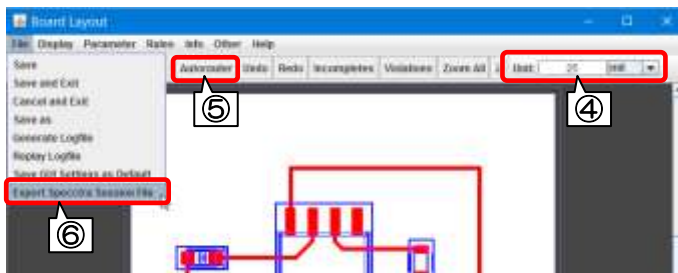 Board Layout
File Display Parameter Rules Info Other Help
Autorouter Undo Redo Incompletes Violations Zoom All Unit: 25 mil
⑤
④
Save
Save and Exit
Cancel and Exit
Save as
Generate Logfile
Replay Logfile
Save GUI Settings as Default
Export Specctra Session File
⑥